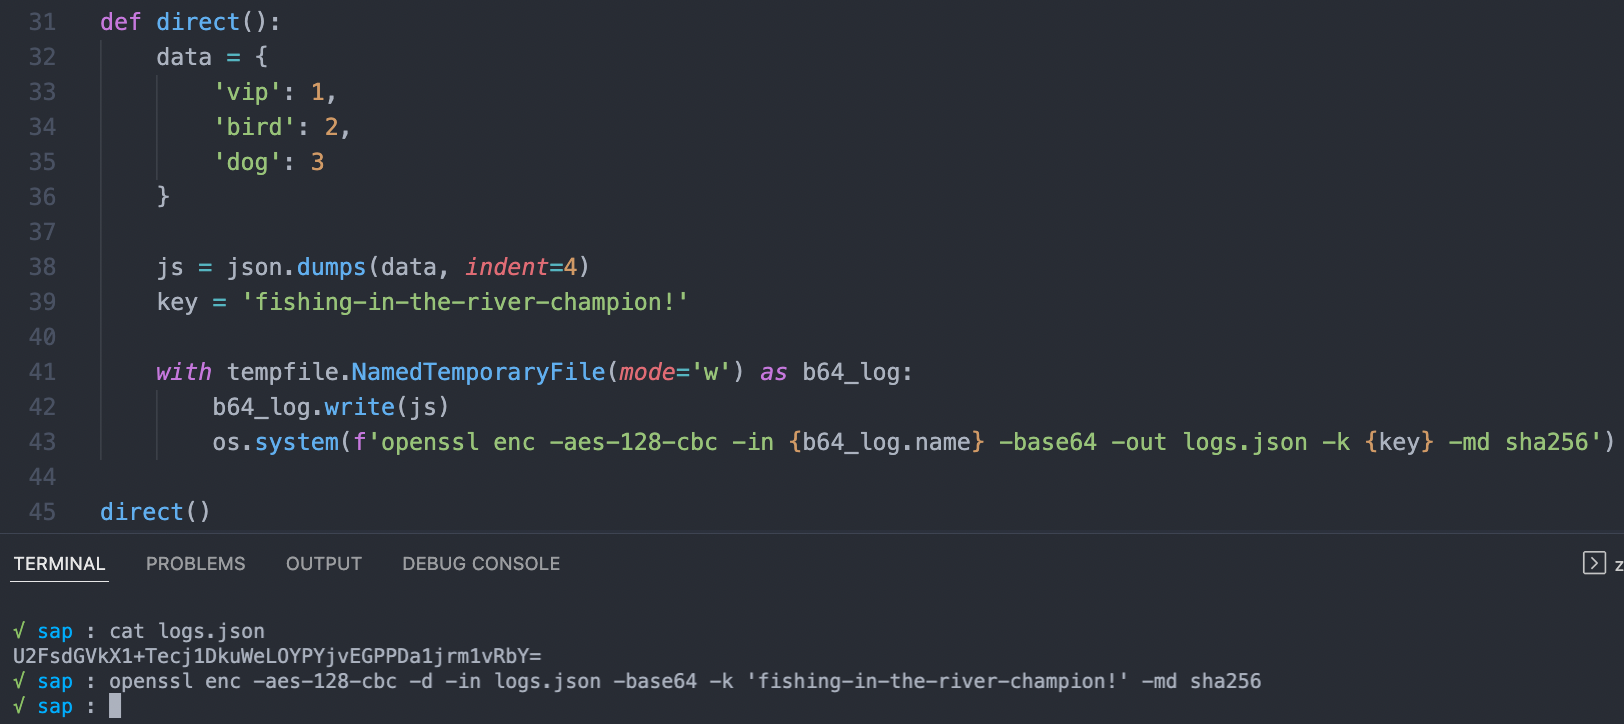 31 def direct():
32     data = {
33         'vip': 1,
34         'bird': 2,
35         'dog': 3
36     }
37
38     js = json.dumps(data, indent=4)
39     key = 'fishing-in-the-river-champion!'
40
41     with tempfile.NamedTemporaryFile(mode='w') as b64_log:
42         b64_log.write(js)
43         os.system(f'openssl enc -aes-128-cbc -in {b64_log.name} -base64 -out logs.json -k {key} -md sha256')
44
45 direct()
TERMINAL PROBLEMS OUTPUT DEBUG CONSOLE z
√ sap : cat logs.json
U2FsdGVkX1+Tecj1DkuWeLOYPYjvEGPPDa1jrm1vRbY=
√ sap : openssl enc -aes-128-cbc -d -in logs.json -base64 -k 'fishing-in-the-river-champion!' -md sha256
√ sap :